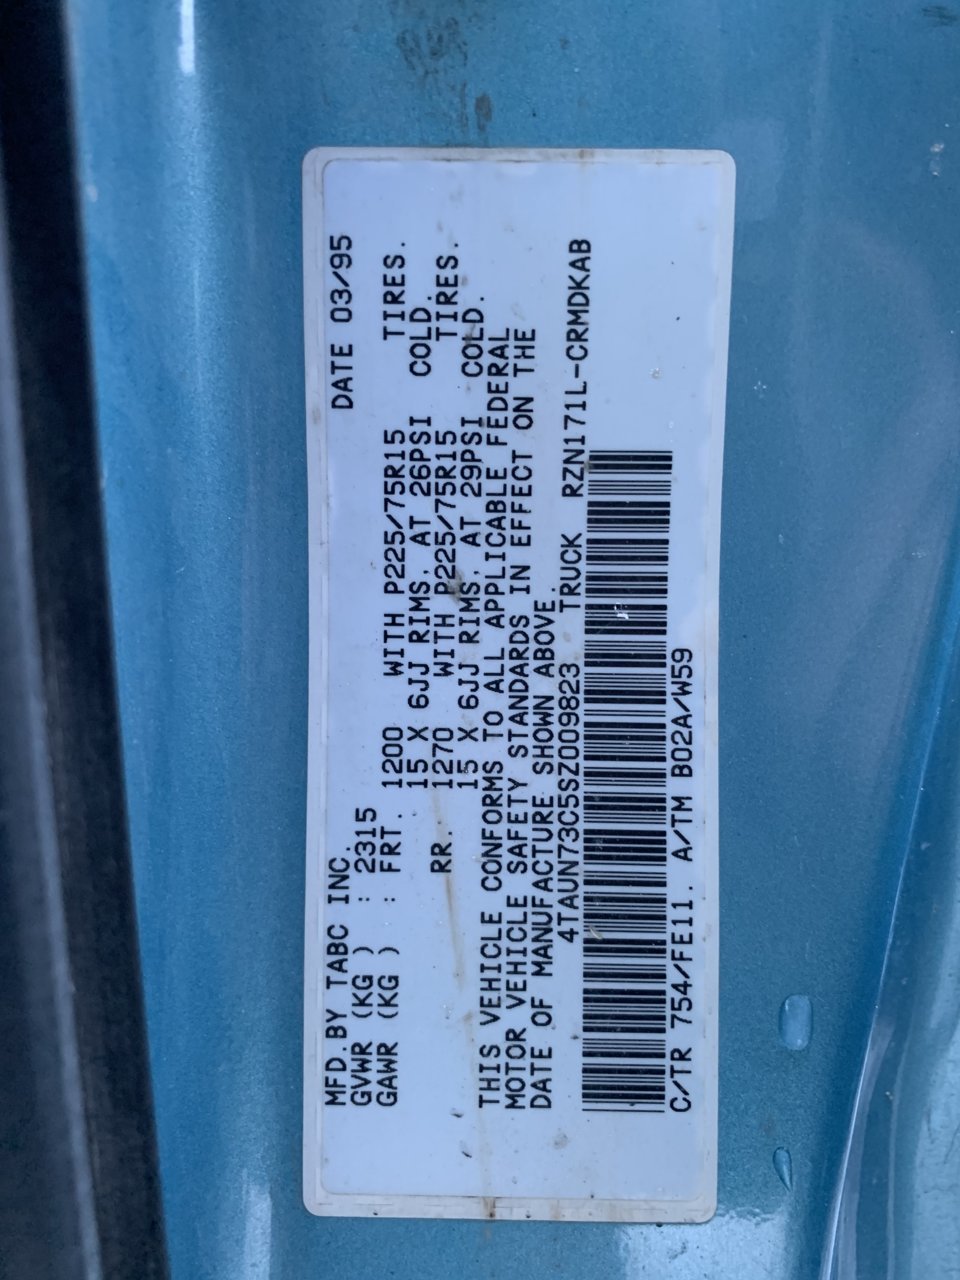 MFD.BY TABC INC. DATE 03/95
GVWR (KG ) : 2315
GAWR (KG ) : FRT. 1200 WITH P225/75R15 TIRES.
15 X 6JJ RIMS, AT 26PSI COLD.
RR. 1270 WITH P225/75R15 TIRES.
15 X 6JJ RIMS, AT 29PSI COLD.
THIS VEHICLE CONFORMS TO ALL APPLICABLE FEDERAL
MOTOR VEHICLE SAFETY STANDARDS IN EFFECT ON THE
DATE OF MANUFACTURE SHOWN ABOVE.
4TAUN73C5SZ009823 TRUCK RZN171L-CRMDKAB
C/TR 754/FE11. A/TM B02A/W59